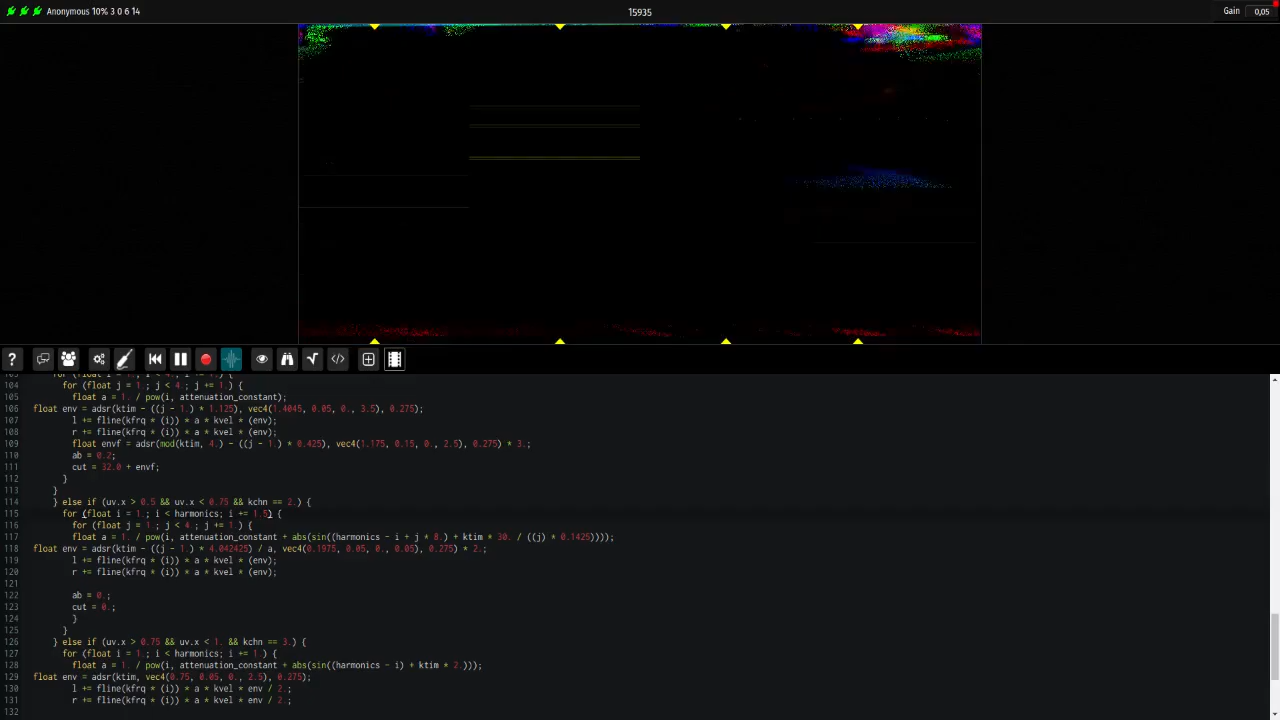 Anonymous 10% 3 0 6 14
15935
Gain 0,05
104 for (float j = 1.; j < 4.; j += 1.) {
105 float a = 1. / pow(i, attenuation_constant);
106 float env = adsr(ktim - ((j - 1.) * 1.125), vec4(1.4045, 0.05, 0., 3.5), 0.275);
107 l += fline(kfrq * (i)) * a * kvel * (env);
108 r += fline(kfrq * (i)) * a * kvel * (env);
109 float envf = adsr(mod(ktim, 4.) - ((j - 1.) * 0.425), vec4(1.175, 0.15, 0., 2.5), 0.275) * 3.;
110 ab = 0.2;
111 cut = 32.0 + envf;
112 }
113 }
114 } else if (uv.x > 0.5 && uv.x < 0.75 && kchn == 2.) {
115 for (float i = 1.; i < harmonics; i += 1.5) {
116 for (float j = 1.; j < 4.; j += 1.) {
117 float a = 1. / pow(i, attenuation_constant + abs(sin((harmonics - i + j * 8.) + ktim * 30. / ((j) * 0.1425))));
118 float env = adsr(ktim - ((j - 1.) * 4.042425) / a, vec4(0.1975, 0.05, 0., 0.05), 0.275) * 2.;
119 l += fline(kfrq * (i)) * a * kvel * (env);
120 r += fline(kfrq * (i)) * a * kvel * (env);
121
122 ab = 0.;
123 cut = 0.;
124 }
125 }
126 } else if (uv.x > 0.75 && uv.x < 1. && kchn == 3.) {
127 for (float i = 1.; i < harmonics; i += 1.) {
128 float a = 1. / pow(i, attenuation_constant + abs(sin((harmonics - i) + ktim * 2.)));
129 float env = adsr(ktim, vec4(0.75, 0.05, 0., 2.5), 0.275);
130 l += fline(kfrq * (i)) * a * kvel * env / 2.;
131 r += fline(kfrq * (i)) * a * kvel * env / 2.;
132